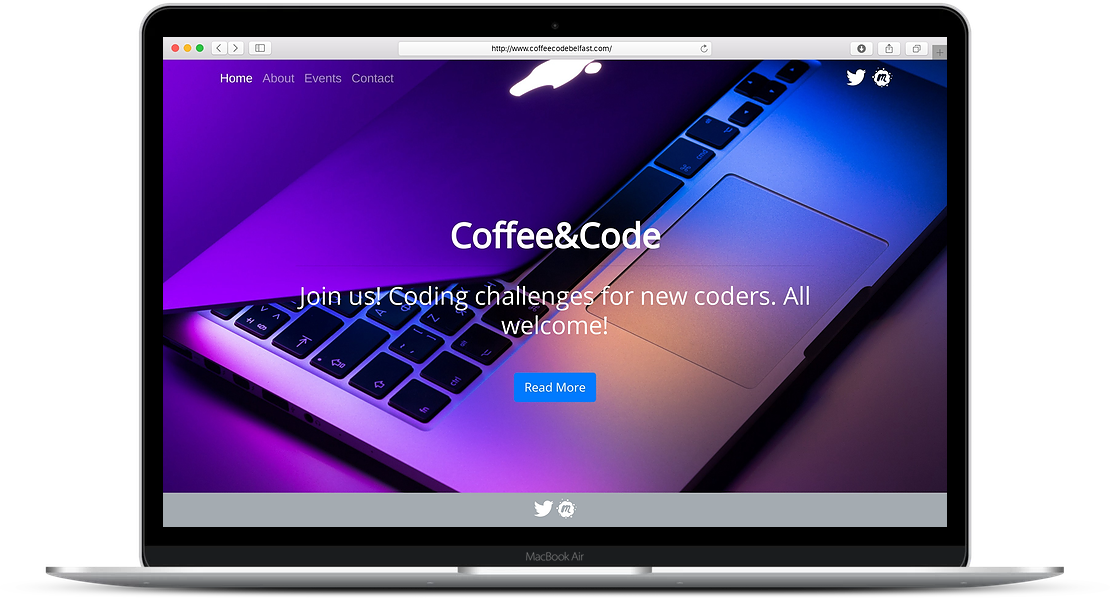 http://www.coffeecodebelfast.com/
Home About Events Contact
Coffee&Code
Join us! Coding challenges for new coders. All
welcome!
Read More
MacBook Air